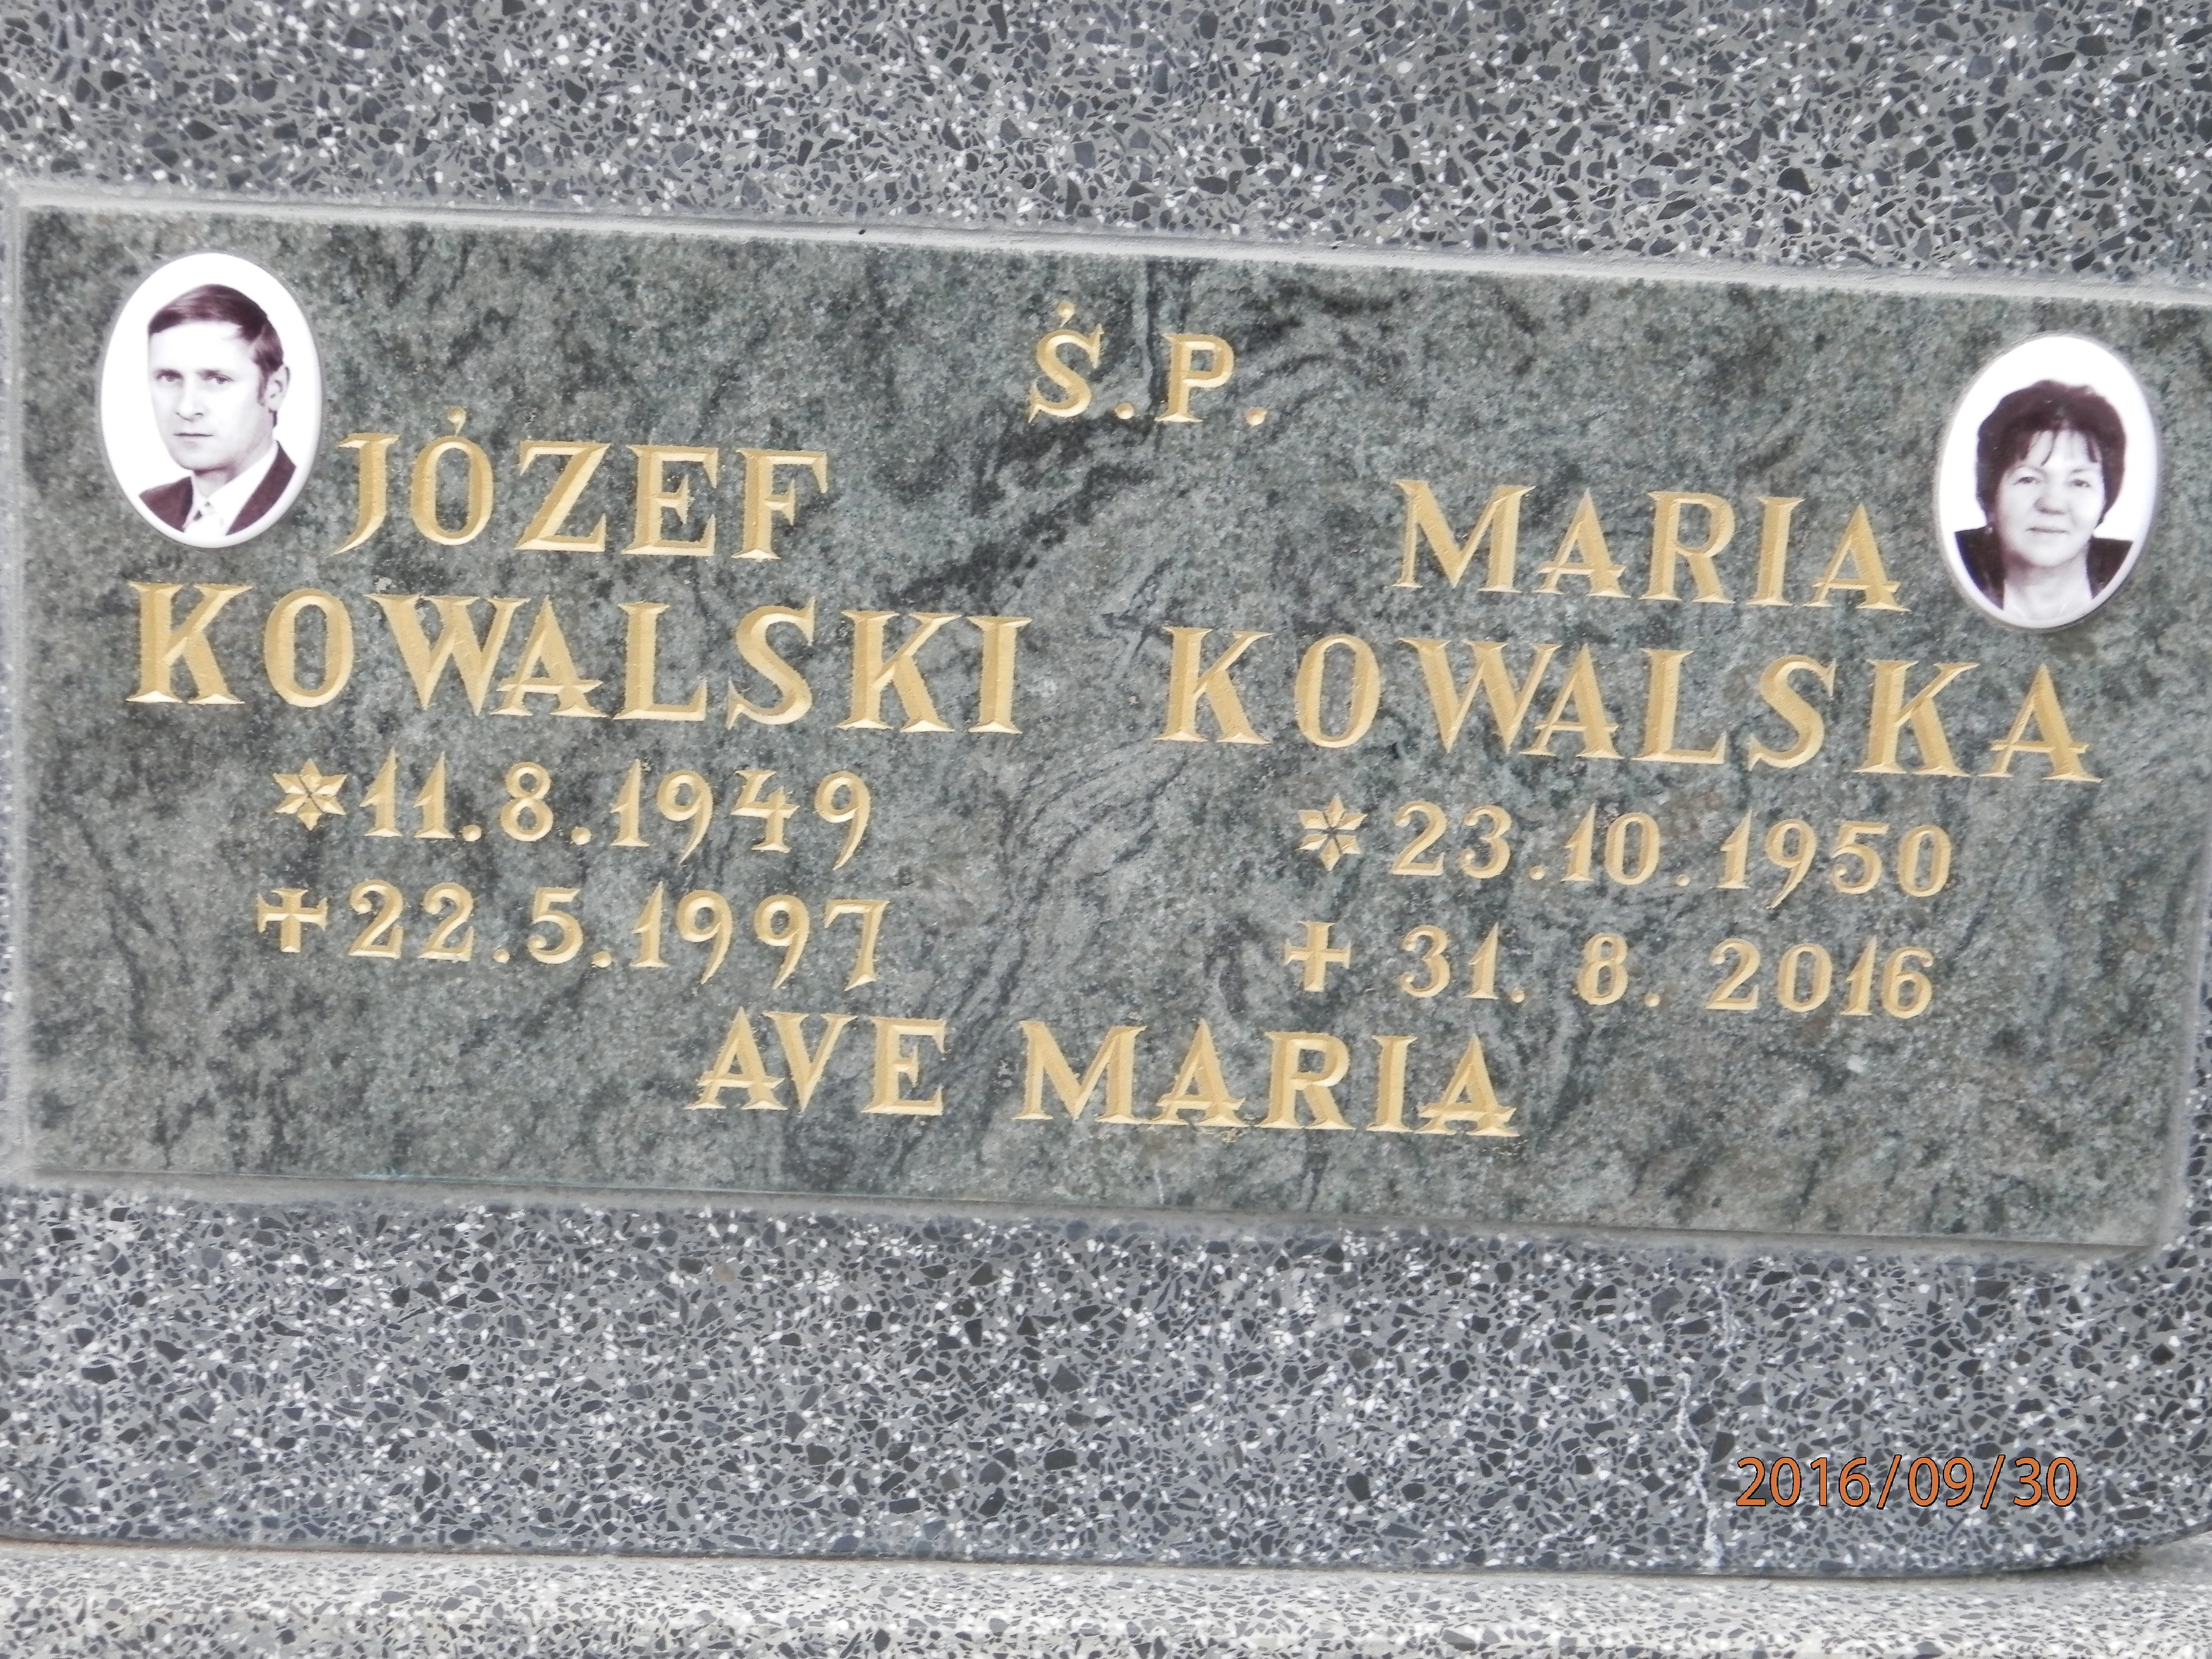 Ś.P.
JÓZEF
KOWALSKI
*11.8.1949
+22.5.1997
MARIA
KOWALSKA
*23.10.1950
+ 31. 8. 2016
AVE MARIA
2016/09/30